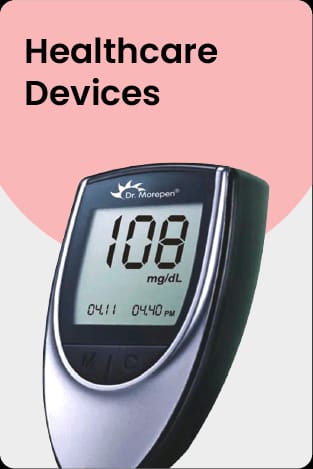 Healthcare
Devices
Dr. Morepen®
108
mg/dL
04.11 04.40 PM
M C